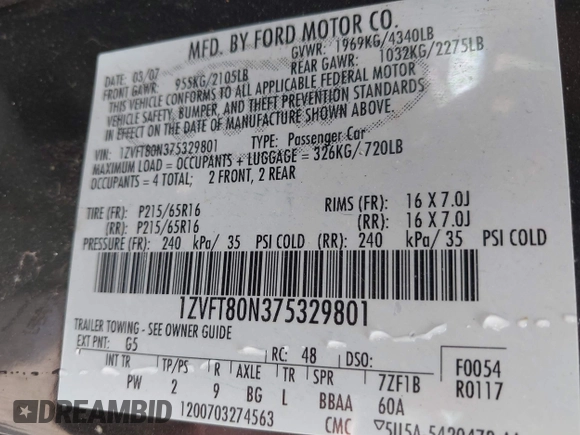 MFD. BY FORD MOTOR CO.
DATE: 03/07 GVWR: 1969KG/4340LB
FRONT GAWR: 955KG/2105LB REAR GAWR: 1032KG/2275LB
THIS VEHICLE CONFORMS TO ALL APPLICABLE FEDERAL MOTOR
VEHICLE SAFETY, BUMPER, AND THEFT PREVENTION STANDARDS
IN EFFECT ON THE DATE OF MANUFACTURE SHOWN ABOVE.
VIN: 1ZVFT80N375329801 TYPE: Passenger Car
MAXIMUM LOAD = OCCUPANTS + LUGGAGE = 326KG/720LB
OCCUPANTS = 4 TOTAL; 2 FRONT, 2 REAR
TIRE (FR): P215/65R16 RIMS (FR): 16 X 7.0J
(RR): P215/65R16 (RR): 16 X 7.0J
PRESSURE (FR): 240 kPa/ 35 PSI COLD (RR): 240 kPa/ 35 PSI COLD
1ZVFT80N375329801
TRAILER TOWING - SEE OWNER GUIDE
EXT PNT: G5 RC: 48 DSO: F0054
INT TR TP/PS R AXLE TR SPR 7ZF1B R0117
PW 2 9 BG L BBAA 60A
1200703274563 CMC
DREAMBID
dreambid.com